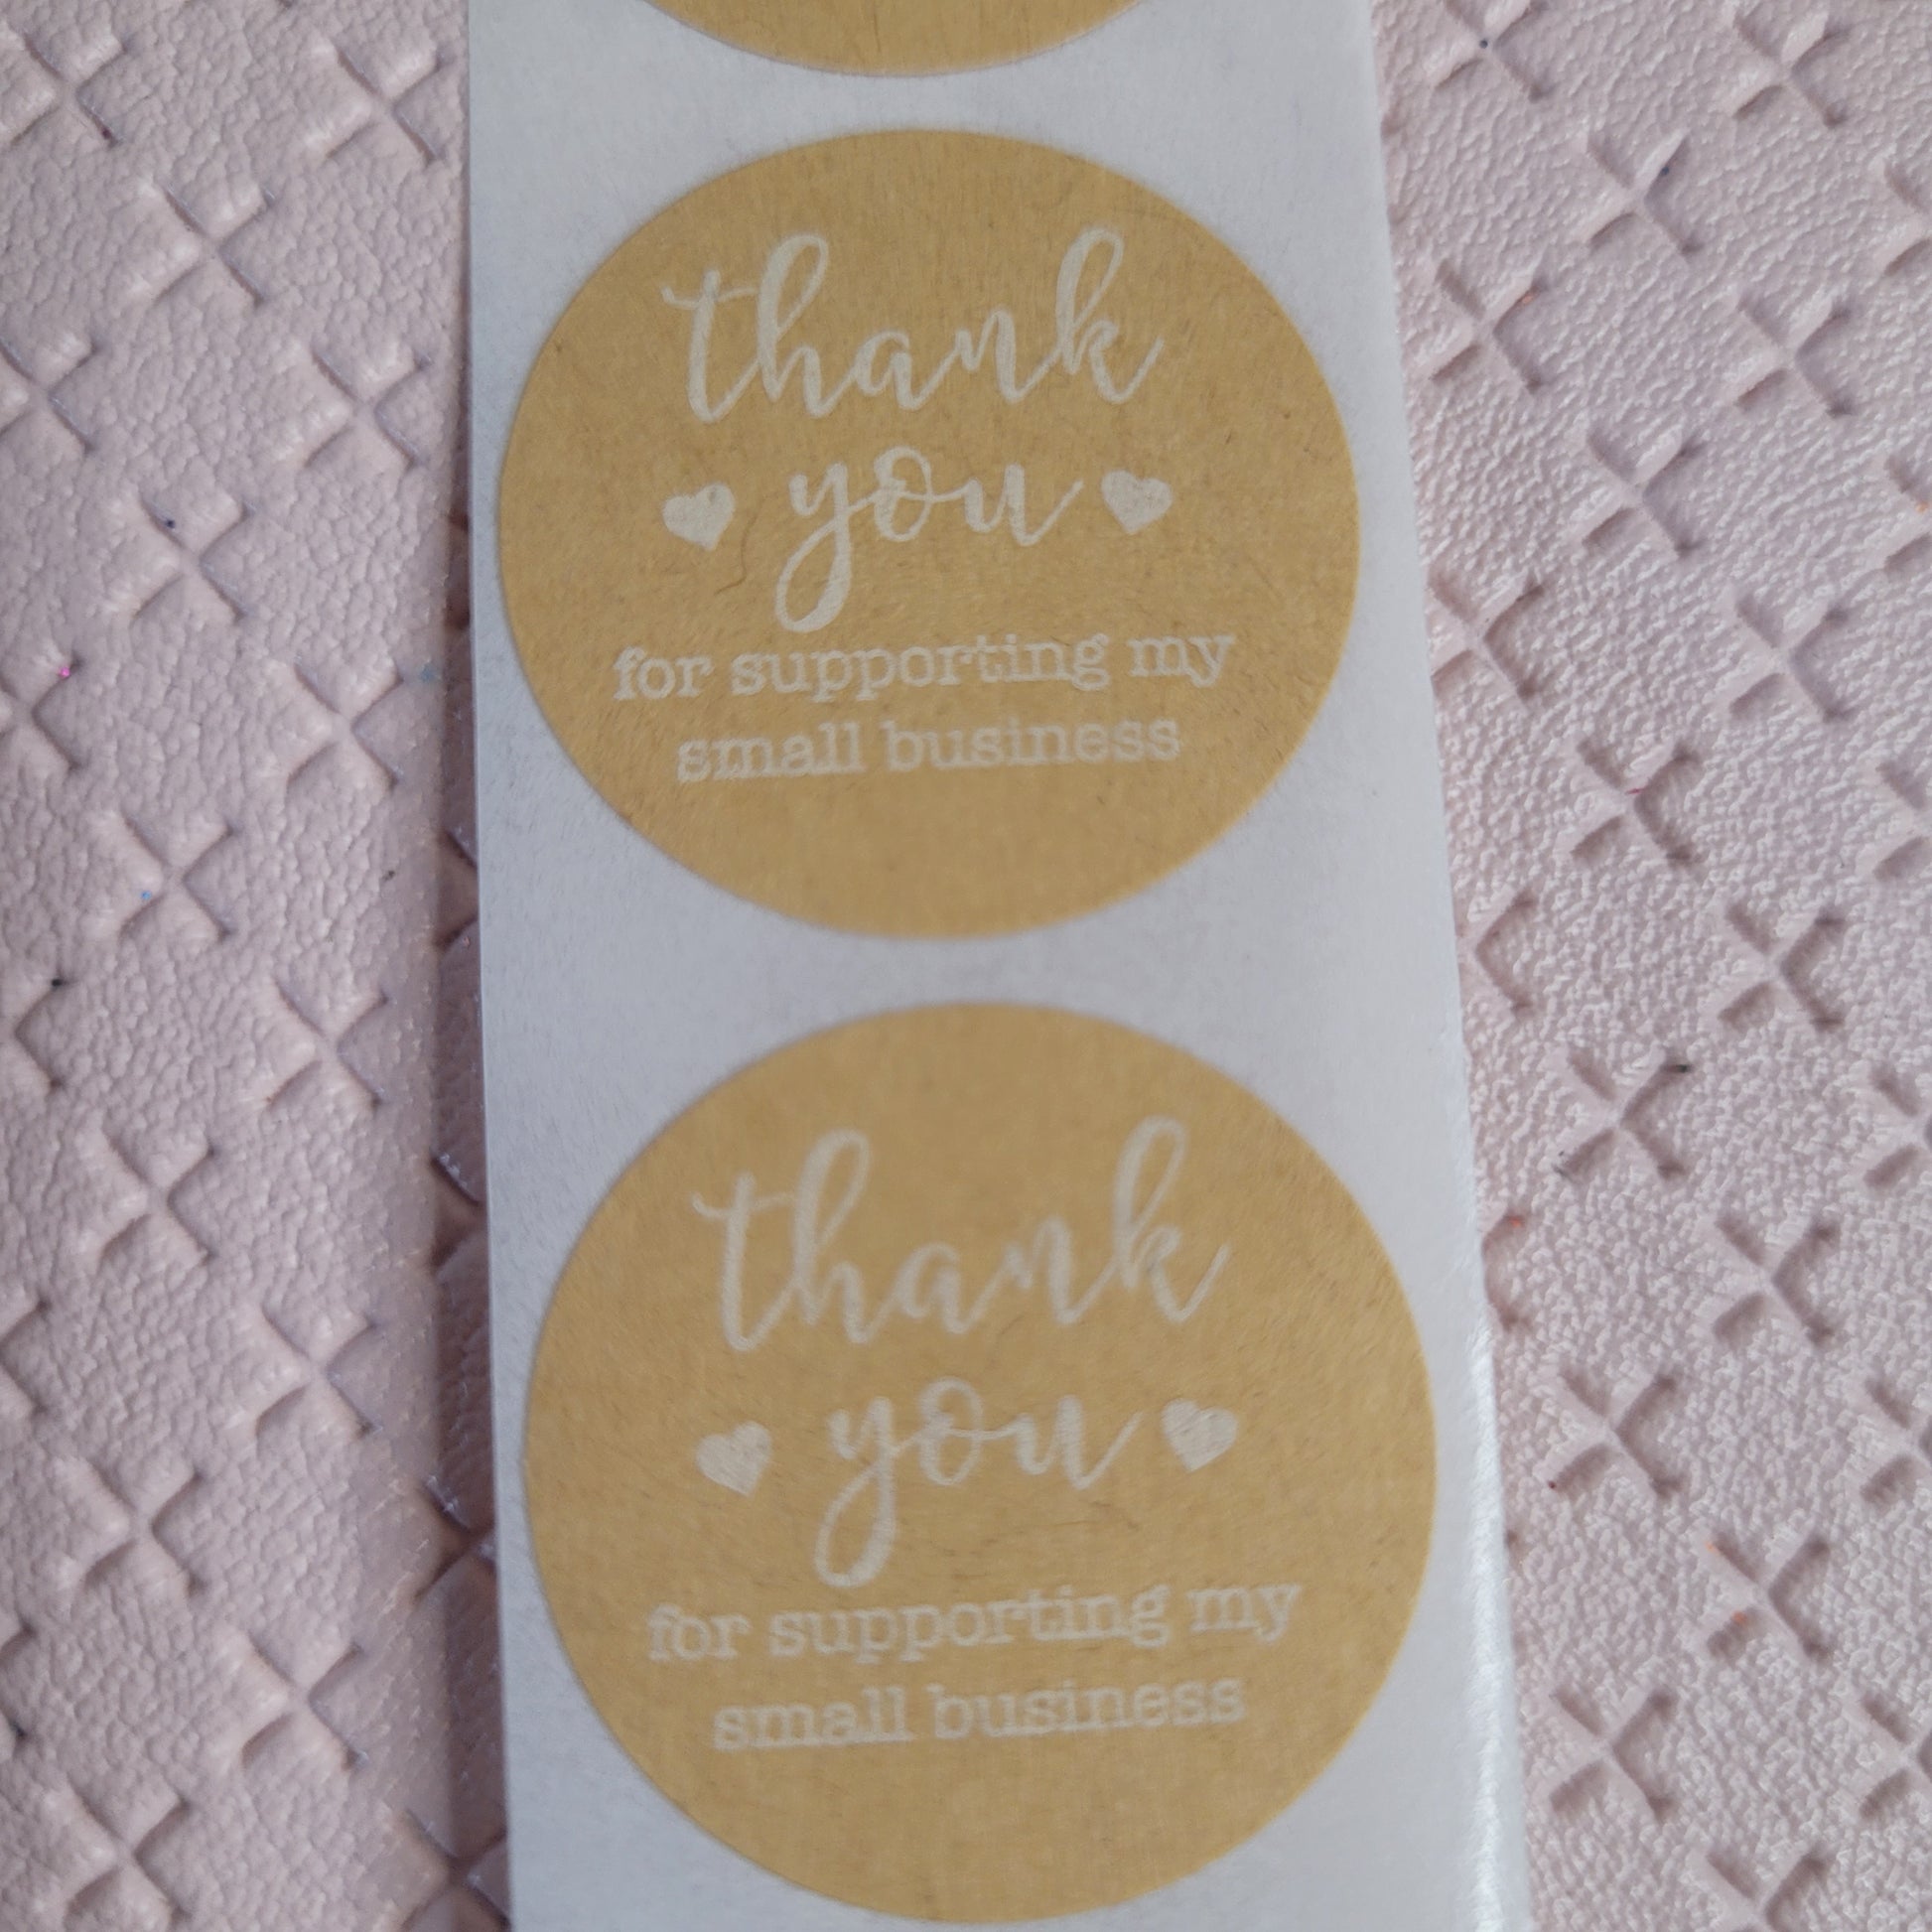 thank
you
for supporting my
small business
thank
you
for supporting my
small business